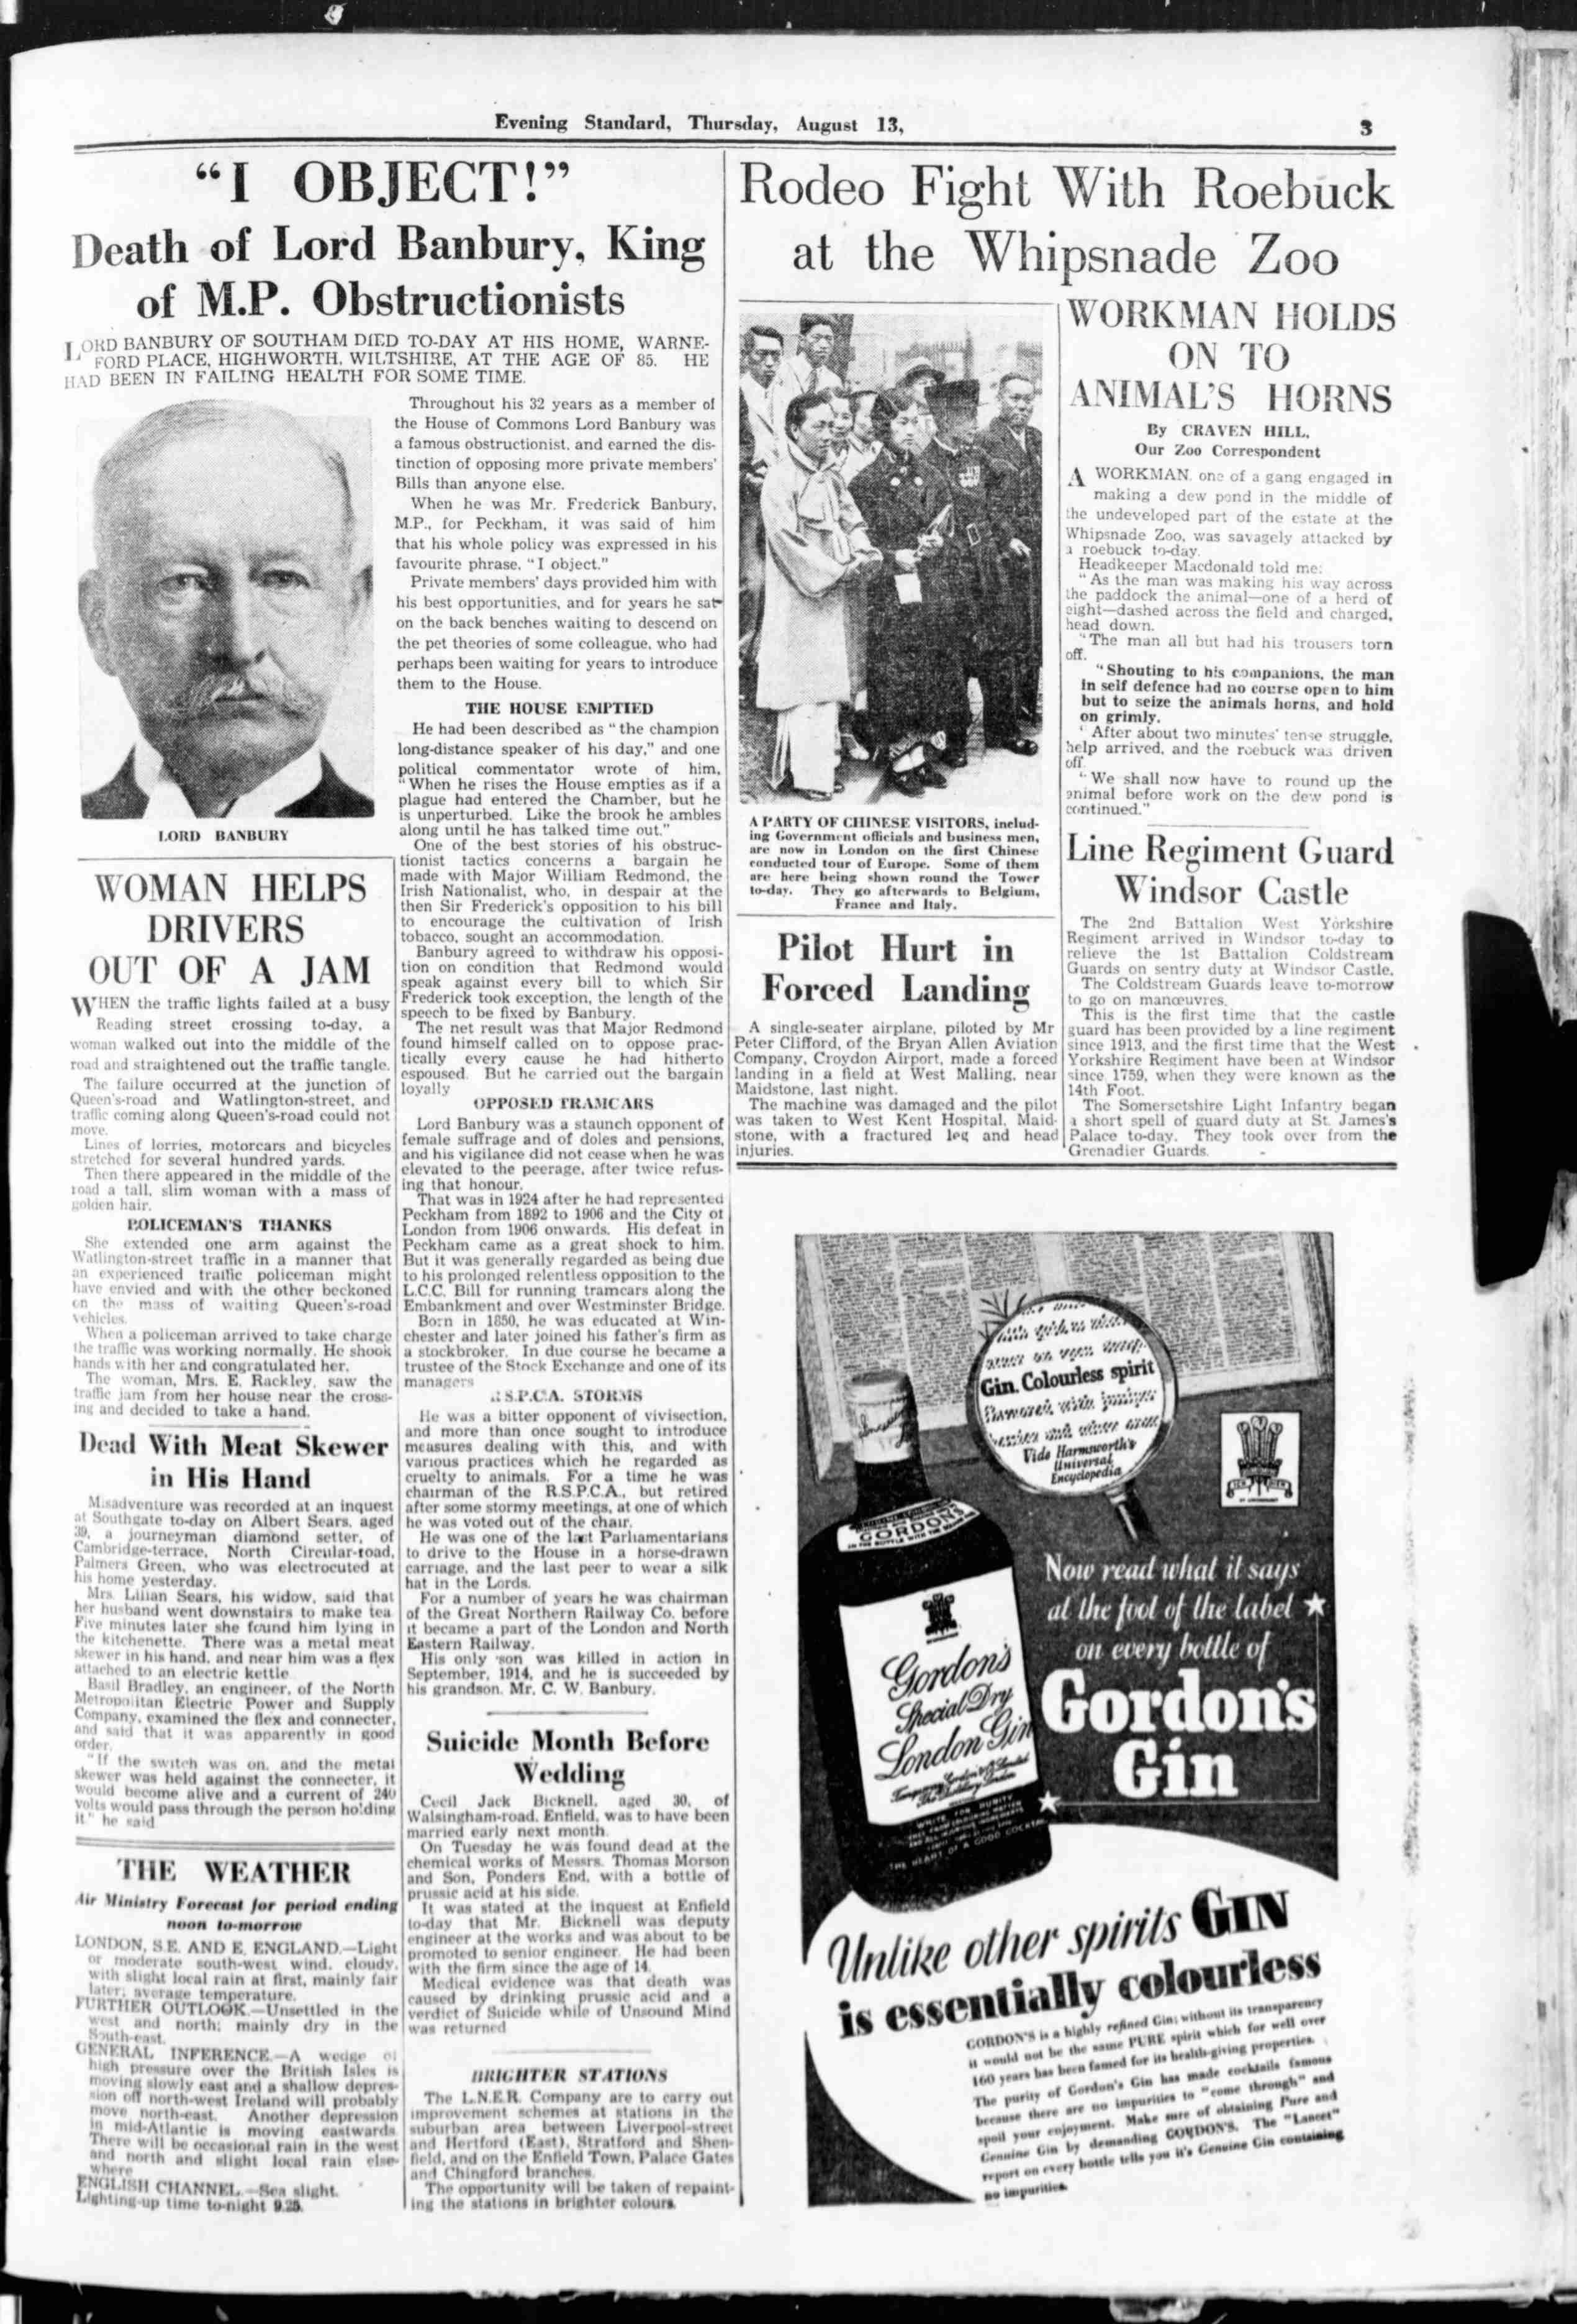 Evening Standard, Thursday, August 13,
3
"I OBJECT!"
Death of Lord Banbury, King
of M.P. Obstructionists
LORD BANBURY OF SOUTHAM DIED TO-DAY AT HIS HOME, WARNE-
FORD PLACE, HIGHWORTH, WILTSHIRE, AT THE AGE OF 85. HE
HAD BEEN IN FAILING HEALTH FOR SOME TIME.
LORD BANBURY
Throughout his 32 years as a member of
the House of Commons Lord Banbury was
a famous obstructionist, and earned the dis-
tinction of opposing more private members'
Bills than anyone else.
When he was Mr. Frederick Banbury,
M.P., for Peckham, it was said of him
that his whole policy was expressed in his
favourite phrase, "I object."
Private members' days provided him with
his best opportunities, and for years he sat
on the back benches waiting to descend on
the pet theories of some colleague, who had
perhaps been waiting for years to introduce
them to the House.
THE HOUSE EMPTIED
He had been described as "the champion
long-distance speaker of his day," and one
political commentator wrote of him,
"When he rises the House empties as if a
plague had entered the Chamber, but he
is unperturbed. Like the brook he ambles
along until he has talked time out."
One of the best stories of his obstruc-
tionist tactics concerns a bargain he
made with Major William Redmond, the
Irish Nationalist, who, in despair at the
then Sir Frederick's opposition to his bill
to encourage the cultivation of Irish
tobacco, sought an accommodation.
Banbury agreed to withdraw his opposi-
tion on condition that Redmond would
speak against every bill to which Sir
Frederick took exception, the length of the
speech to be fixed by Banbury.
The net result was that Major Redmond
found himself called on to oppose prac-
tically every cause he had hitherto
espoused. But he carried out the bargain
loyally
OPPOSED TRAMCARS
Lord Banbury was a staunch opponent of
female suffrage and of doles and pensions,
and his vigilance did not cease when he was
elevated to the peerage, after twice refus-
ing that honour.
That was in 1924 after he had represented
Peckham from 1892 to 1906 and the City of
London from 1906 onwards. His defeat in
Peckham came as a great shock to him.
But it was generally regarded as being due
to his prolonged relentless opposition to the
L.C.C. Bill for running tramcars along the
Embankment and over Westminster Bridge.
Born in 1850, he was educated at Win-
chester and later joined his father's firm as
a stockbroker. In due course he became a
trustee of the Stock Exchange and one of its
managers
R.S.P.C.A. STORMS
He was a bitter opponent of vivisection,
and more than once sought to introduce
measures dealing with this, and with
various practices which he regarded as
cruelty to animals. For a time he was
chairman of the R.S.P.C.A., but retired
after some stormy meetings, at one of which
he was voted out of the chair.
He was one of the last Parliamentarians
to drive to the House in a horse-drawn
carriage, and the last peer to wear a silk
hat in the Lords.
For a number of years he was chairman
of the Great Northern Railway Co. before
it became a part of the London and North
Eastern Railway.
His only son was killed in action in
September, 1914, and he is succeeded by
his grandson, Mr. C. W. Banbury.
WOMAN HELPS
DRIVERS
OUT OF A JAM
WHEN the traffic lights failed at a busy
Reading street crossing to-day, a
woman walked out into the middle of the
road and straightened out the traffic tangle.
The failure occurred at the junction of
Queen's-road and Watlington-street, and
traffic coming along Queen's-road could not
move.
Lines of lorries, motorcars and bicycles
stretched for several hundred yards.
Then there appeared in the middle of the
road a tall, slim woman with a mass of
golden hair.
POLICEMAN'S THANKS
She extended one arm against the
Watlington-street traffic in a manner that
an experienced traffic policeman might
have envied and with the other beckoned
on the mass of waiting Queen's-road
vehicles.
When a policeman arrived to take charge
the traffic was working normally. He shook
hands with her and congratulated her.
The woman, Mrs. E. Rackley, saw the
traffic jam from her house near the cross-
ing and decided to take a hand.
Dead With Meat Skewer
in His Hand
Misadventure was recorded at an inquest
at Southgate to-day on Albert Sears, aged
39, a journeyman diamond setter, of
Cambridge-terrace, North Circular-road,
Palmers Green, who was electrocuted at
his home yesterday.
Mrs. Lilian Sears, his widow, said that
her husband went downstairs to make tea
Five minutes later she found him lying in
the kitchenette. There was a metal meat
skewer in his hand, and near him was a flex
attached to an electric kettle
Basil Bradley, an engineer, of the North
Metropolitan Electric Power and Supply
Company, examined the flex and connecter,
and said that it was apparently in good
order.
"If the switch was on, and the metal
skewer was held against the connecter, it
would become alive and a current of 240
volts would pass through the person holding
it" he said
THE WEATHER
Air Ministry Forecast for period ending
noon to-morrow
LONDON, S.E. AND E. ENGLAND.—Light
or moderate south-west wind, cloudy,
with slight local rain at first, mainly fair
later; average temperature.
FURTHER OUTLOOK.—Unsettled in the
west and north; mainly dry in the
South-east.
GENERAL INFERENCE.—A wedge of
high pressure over the British Isles is
moving slowly east and a shallow depres-
sion off north-west Ireland will probably
move north-east. Another depression
in mid-Atlantic is moving eastwards
There will be occasional rain in the west
and north and slight local rain else-
where
ENGLISH CHANNEL.—Sea slight.
Lighting-up time to-night 9.25.
Suicide Month Before
Wedding
Cecil Jack Bicknell, aged 30, of
Walsingham-road, Enfield, was to have been
married early next month.
On Tuesday he was found dead at the
chemical works of Messrs. Thomas Morson
and Son, Ponders End, with a bottle of
prussic acid at his side.
It was stated at the inquest at Enfield
to-day that Mr. Bicknell was deputy
engineer at the works and was about to be
promoted to senior engineer. He had been
with the firm since the age of 14.
Medical evidence was that death was
caused by drinking prussic acid and a
verdict of Suicide while of Unsound Mind
was returned
BRIGHTER STATIONS
The L.N.E.R. Company are to carry out
improvement schemes at stations in the
suburban area between Liverpool-street
and Hertford (East), Stratford and Shen-
field, and on the Enfield Town, Palace Gates
and Chingford branches.
The opportunity will be taken of repaint-
ing the stations in brighter colours.
Rodeo Fight With Roebuck
at the Whipsnade Zoo
A PARTY OF CHINESE VISITORS, includ-
ing Government officials and business men,
are now in London on the first Chinese
conducted tour of Europe. Some of them
are here being shown round the Tower
to-day. They go afterwards to Belgium,
France and Italy.
WORKMAN HOLDS
ON TO
ANIMAL'S HORNS
By CRAVEN HILL,
Our Zoo Correspondent
A WORKMAN, one of a gang engaged in
making a dew pond in the middle of
the undeveloped part of the estate at the
Whipsnade Zoo, was savagely attacked by
a roebuck to-day.
Headkeeper Macdonald told me:
"As the man was making his way across
the paddock the animal—one of a herd of
eight—dashed across the field and charged,
head down.
"The man all but had his trousers torn
off.
"Shouting to his companions, the man
in self defence had no course open to him
but to seize the animals horns, and hold
on grimly.
"After about two minutes' tense struggle,
help arrived, and the roebuck was driven
off.
"We shall now have to round up the
animal before work on the dew pond is
continued."
Pilot Hurt in
Forced Landing
A single-seater airplane, piloted by Mr
Peter Clifford, of the Bryan Allen Aviation
Company, Croydon Airport, made a forced
landing in a field at West Malling, near
Maidstone, last night.
The machine was damaged and the pilot
was taken to West Kent Hospital, Maid-
stone, with a fractured leg and head
injuries.
Line Regiment Guard
Windsor Castle
The 2nd Battalion West Yorkshire
Regiment arrived in Windsor to-day to
relieve the 1st Battalion Coldstream
Guards on sentry duty at Windsor Castle.
The Coldstream Guards leave to-morrow
to go on manœuvres.
This is the first time that the castle
guard has been provided by a line regiment
since 1913, and the first time that the West
Yorkshire Regiment have been at Windsor
since 1759, when they were known as the
14th Foot.
The Somersetshire Light Infantry began
a short spell of guard duty at St. James's
Palace to-day. They took over from the
Grenadier Guards.
Gin. Colourless spirit
Vide Harmsworth's
Universal
Encyclopedia
GORDON'S
Gordon's
Special Dry
London Gin
THE HEART OF A GOOD COCKTAIL
Now read what it says
at the foot of the label
on every bottle of
Gordon's
Gin
Unlike other spirits GIN
is essentially colourless
GORDON'S is a highly refined Gin; without its transparency
it would not be the same PURE spirit which for well over
160 years has been famed for its health-giving properties.
The purity of Gordon's Gin has made cocktails famous
because there are no impurities to "come through" and
spoil your enjoyment. Make sure of obtaining Pure and
Genuine Gin by demanding GORDON'S. The "Lancet"
report on every bottle tells you it's Genuine Gin containing
no impurities.